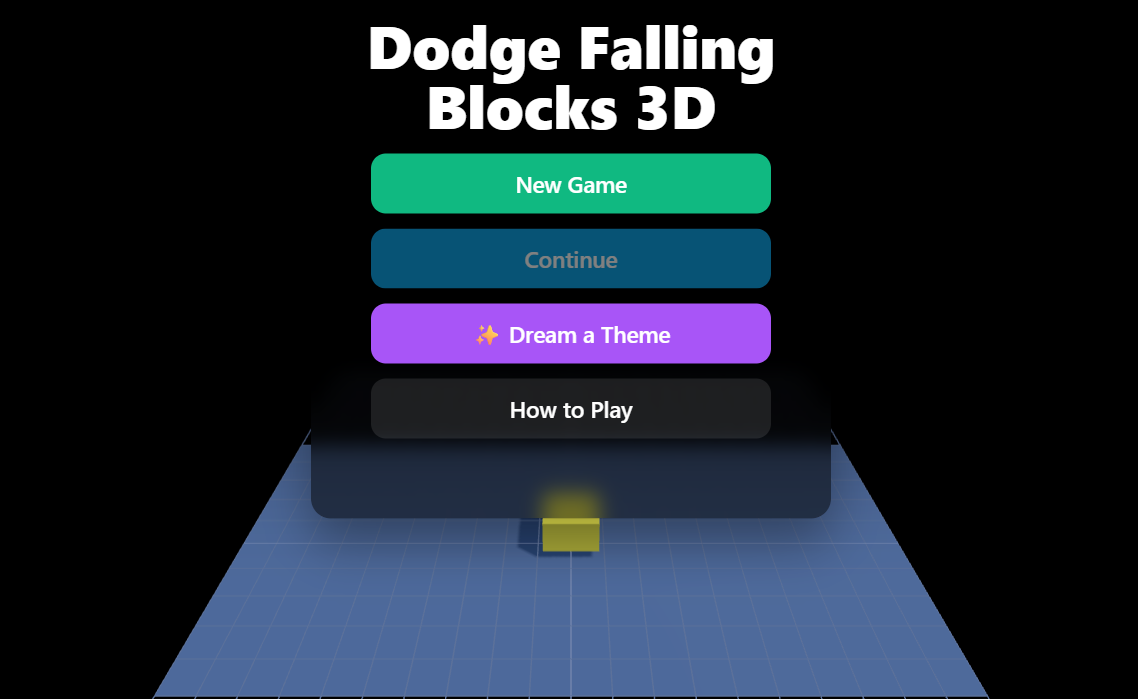 Dodge Falling
Blocks 3D
New Game
Continue
✨ Dream a Theme
How to Play